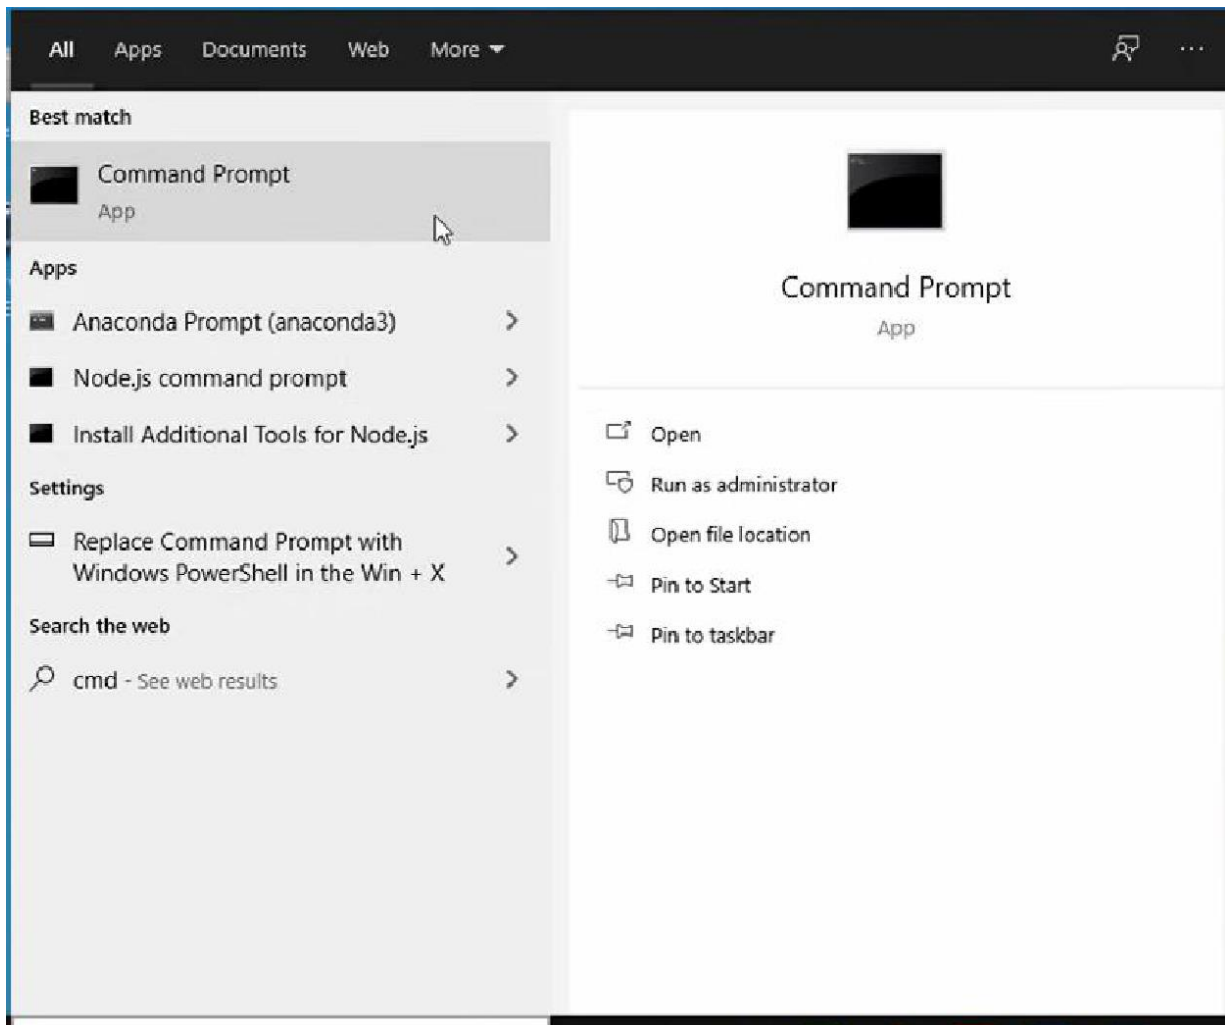 All Apps Documents Web More
Best match
Command Prompt
App
Apps
Anaconda Prompt (anaconda3)
Node.js command prompt
Install Additional Tools for Node.js
Settings
Replace Command Prompt with
Windows PowerShell in the Win + X
Search the web
cmd - See web results
Command Prompt
App
Open
Run as administrator
Open file location
Pin to Start
Pin to taskbar